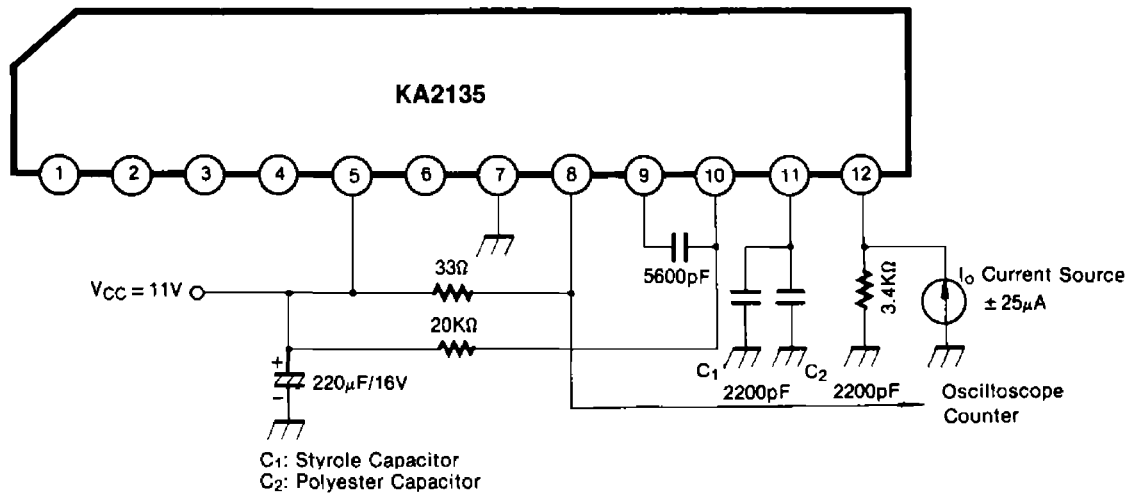 KA2135
1 2 3 4 5 6 7 8 9 10 11 12
VCC = 11V
33Ω
20KΩ
5600pF
3.4KΩ
Io Current Source
± 25μA
+
-
220μF/16V
C1
2200pF
C2
2200pF
Oscilloscope
Counter
C1: Styrole Capacitor
C2: Polyester Capacitor